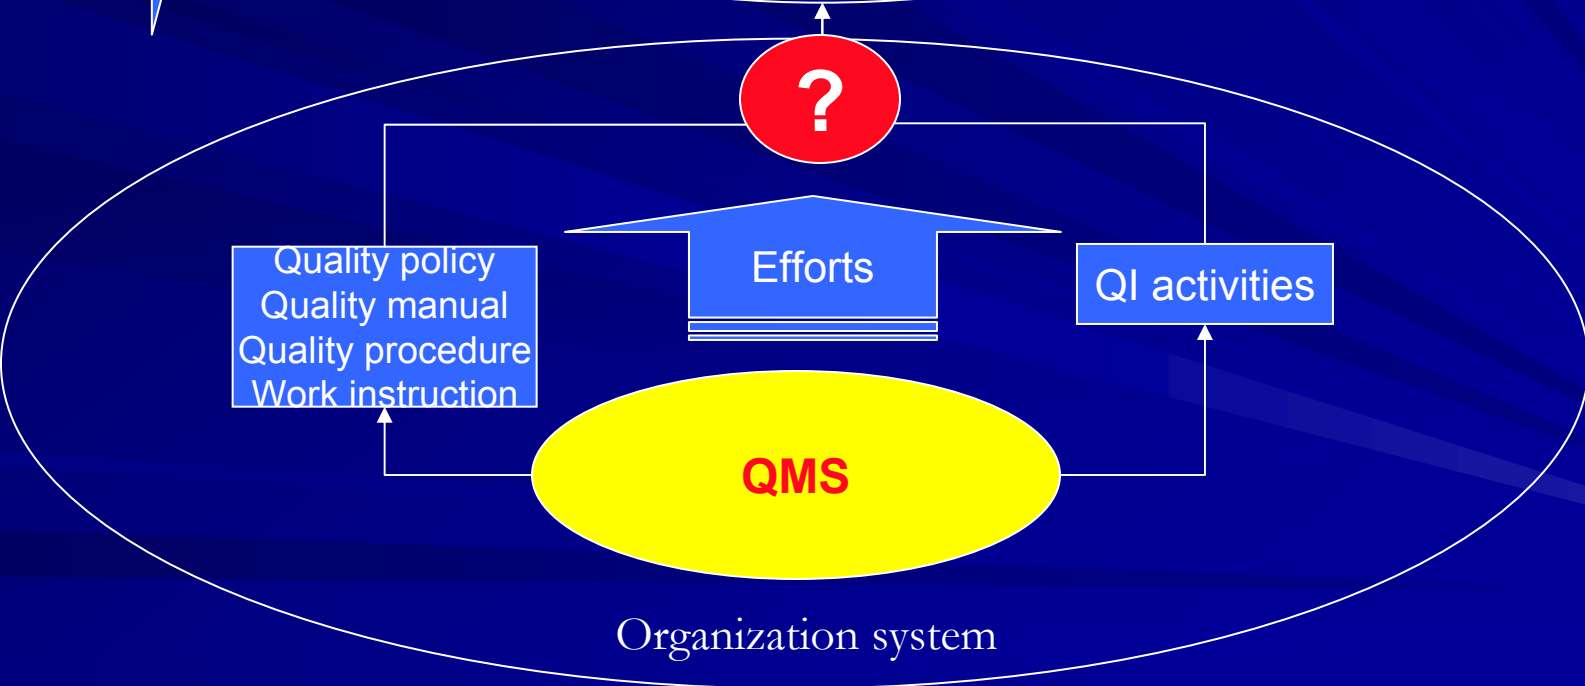 ?
Quality policy
Quality manual
Quality procedure
Work instruction
Efforts
QI activities
QMS
Organization system